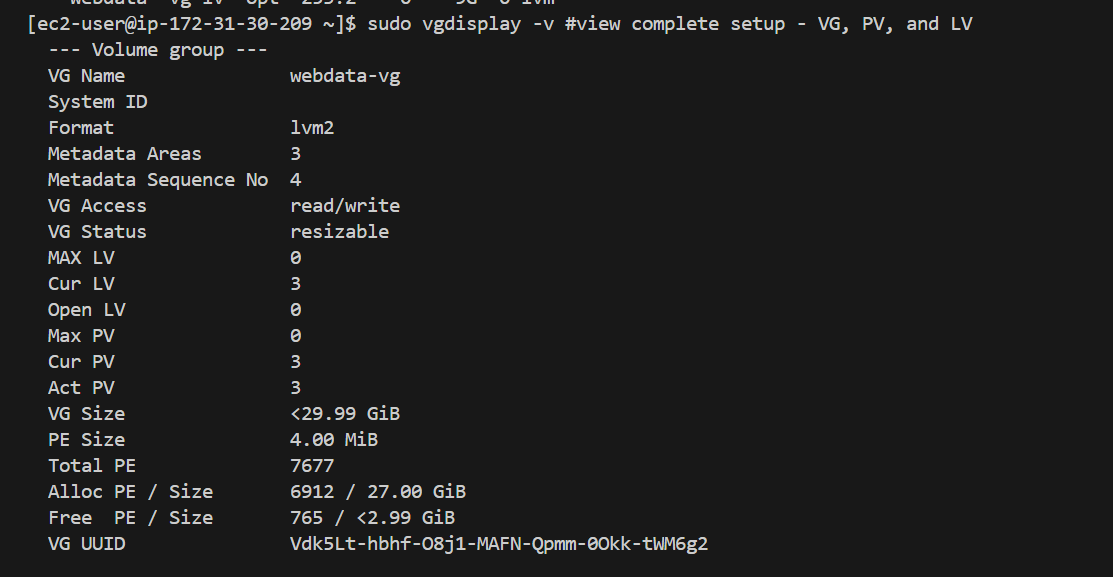 [ec2-user@ip-172-31-30-209 ~]$ sudo vgdisplay -v #view complete setup - VG, PV, and LV
--- Volume group ---
VG Name webdata-vg
System ID
Format lvm2
Metadata Areas 3
Metadata Sequence No 4
VG Access read/write
VG Status resizable
MAX LV 0
Cur LV 3
Open LV 0
Max PV 0
Cur PV 3
Act PV 3
VG Size <29.99 GiB
PE Size 4.00 MiB
Total PE 7677
Alloc PE / Size 6912 / 27.00 GiB
Free PE / Size 765 / <2.99 GiB
VG UUID Vdk5Lt-hbhf-O8j1-MAFN-Qpmm-0Okk-tWM6g2